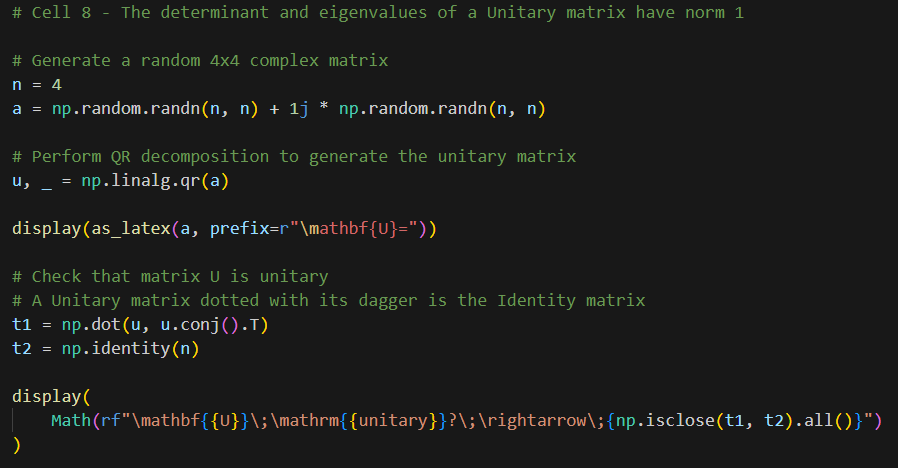 # Cell 8 - The determinant and eigenvalues of a Unitary matrix have norm 1
# Generate a random 4x4 complex matrix
n = 4
a = np.random.randn(n, n) + 1j * np.random.randn(n, n)
# Perform QR decomposition to generate the unitary matrix
u, _ = np.linalg.qr(a)
display(as_latex(a, prefix=r"\mathbf{U}="))
# Check that matrix U is unitary
# A Unitary matrix dotted with its dagger is the Identity matrix
t1 = np.dot(u, u.conj().T)
t2 = np.identity(n)
display(
    Math(rf"\mathbf{{U}}\;\mathrm{{unitary}}?\;\rightarrow\;{np.isclose(t1, t2).all()}")
)